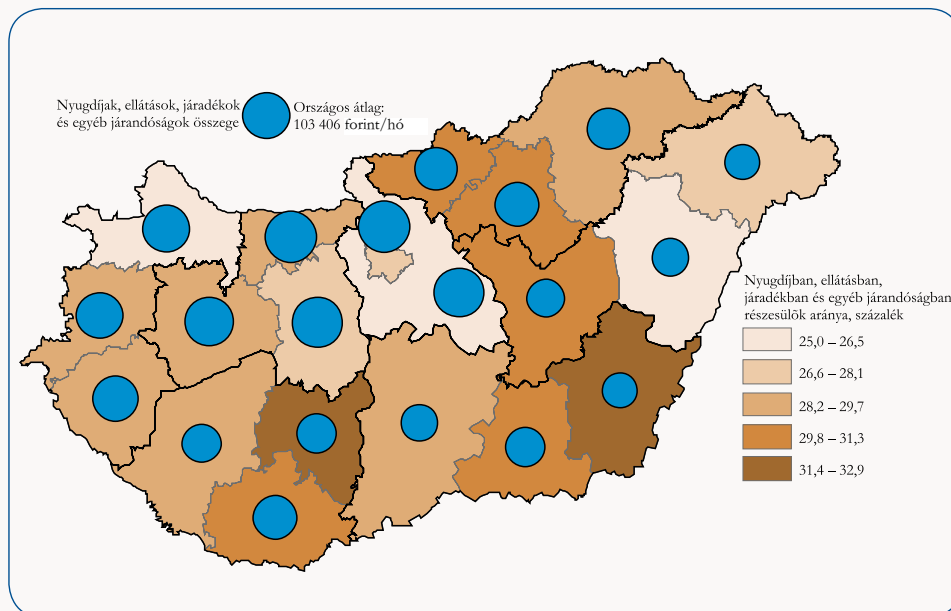 Nyugdíjak, ellátások, járadékok
és egyéb járandóságok összege
Országos átlag:
103 406 forint/hó
Nyugdíjban, ellátásban,
járadékban és egyéb járandóságban
részesülők aránya, százalék
25,0 – 26,5
26,6 – 28,1
28,2 – 29,7
29,8 – 31,3
31,4 – 32,9